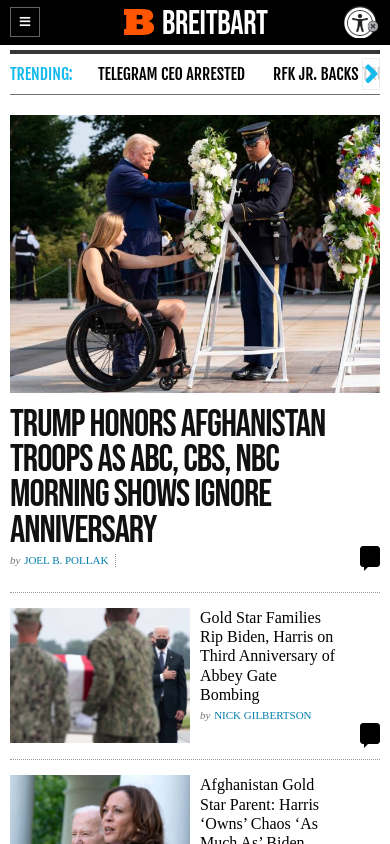 BREITBART
TRENDING: TELEGRAM CEO ARRESTED RFK JR. BACKS
TRUMP HONORS AFGHANISTAN
TROOPS AS ABC, CBS, NBC
MORNING SHOWS IGNORE
ANNIVERSARY
by JOEL B. POLLAK
Gold Star Families
Rip Biden, Harris on
Third Anniversary of
Abbey Gate
Bombing
by NICK GILBERTSON
Afghanistan Gold
Star Parent: Harris
‘Owns’ Chaos ‘As
Much As’ Biden